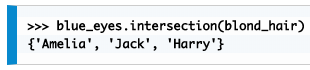 >>> blue_eyes.intersection(blond_hair)
{'Amelia', 'Jack', 'Harry'}